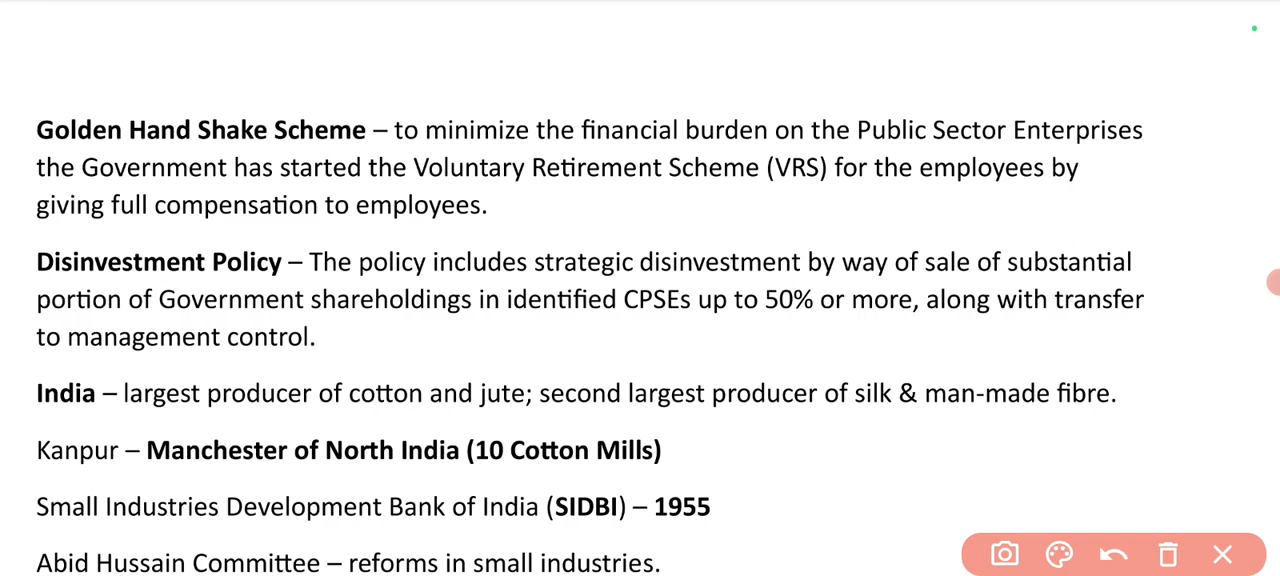 Golden Hand Shake Scheme – to minimize the financial burden on the Public Sector Enterprises
the Government has started the Voluntary Retirement Scheme (VRS) for the employees by
giving full compensation to employees.
Disinvestment Policy – The policy includes strategic disinvestment by way of sale of substantial
portion of Government shareholdings in identified CPSEs up to 50% or more, along with transfer
to management control.
India – largest producer of cotton and jute; second largest producer of silk & man-made fibre.
Kanpur – Manchester of North India (10 Cotton Mills)
Small Industries Development Bank of India (SIDBI) – 1955
Abid Hussain Committee – reforms in small industries.